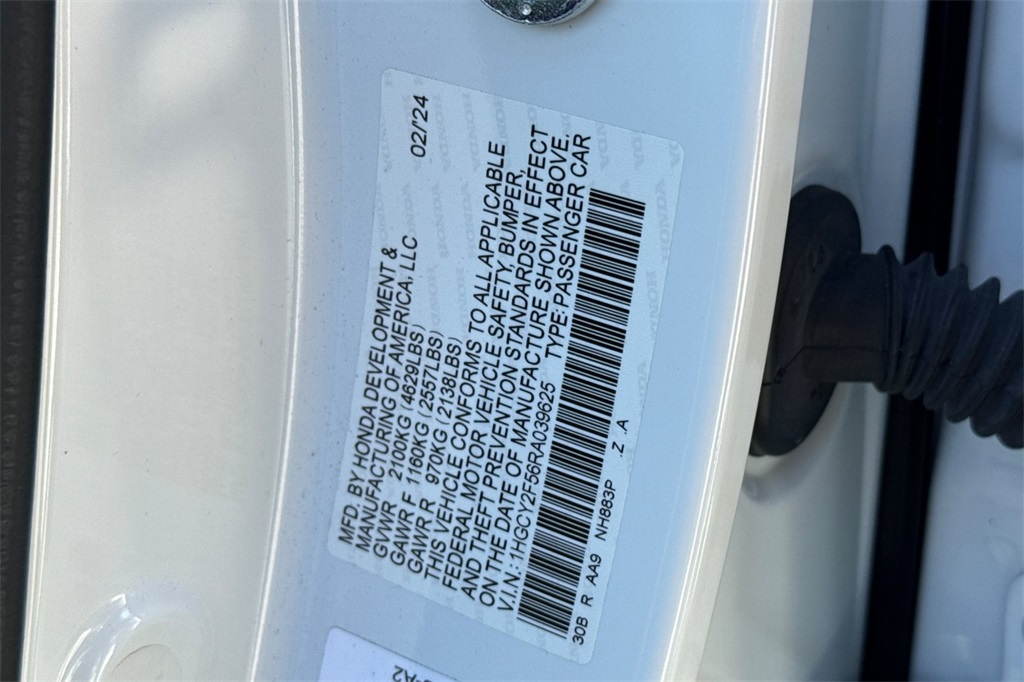 MFD. BY HONDA DEVELOPMENT &
MANUFACTURING OF AMERICA, LLC 02/'24
GVWR 2100KG (4629LBS)
GAWR F 1160KG (2557LBS)
GAWR R 970KG (2138LBS)
THIS VEHICLE CONFORMS TO ALL APPLICABLE
FEDERAL MOTOR VEHICLE SAFETY, BUMPER,
AND THEFT PREVENTION STANDARDS IN EFFECT
ON THE DATE OF MANUFACTURE SHOWN ABOVE.
V.I.N.:1HGCY2F56RA039625 TYPE:PASSENGER CAR
30B R AA9 NH883P .Z .A
HONDA